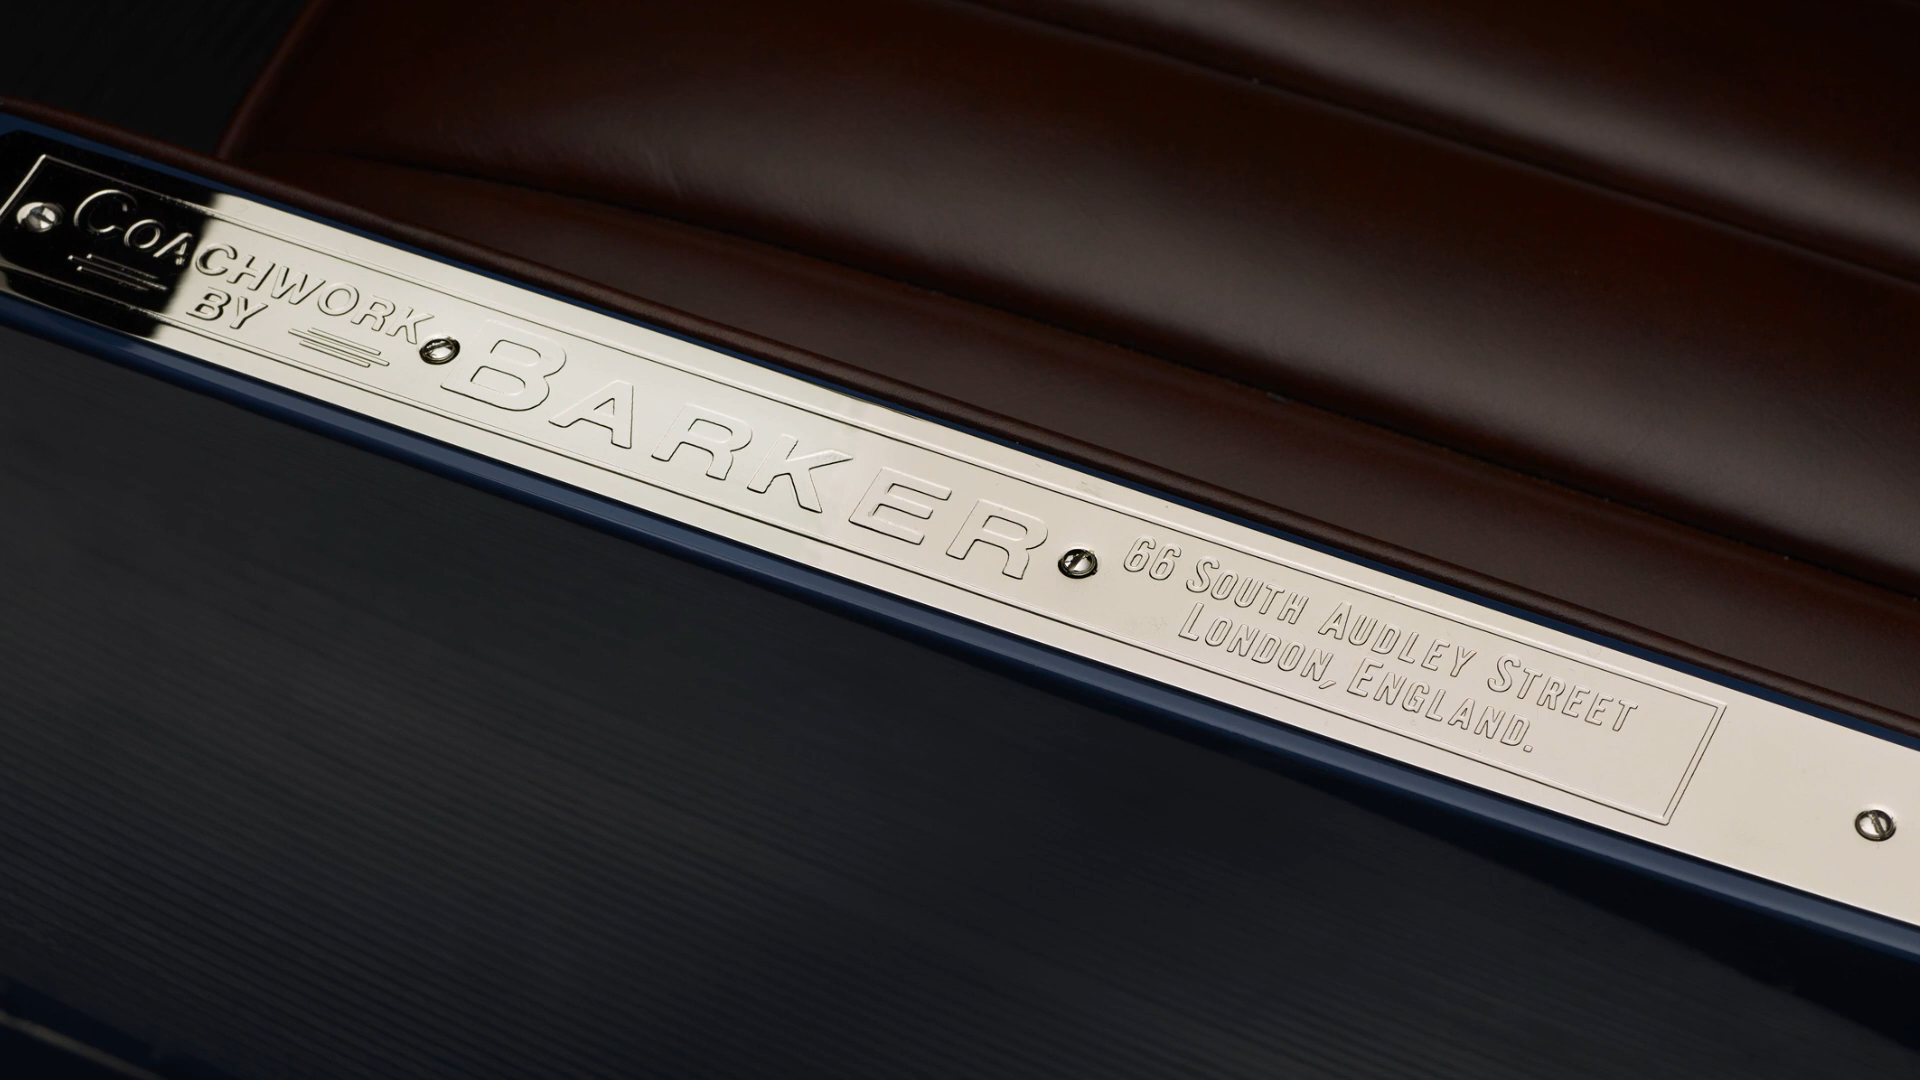 COACHWORK
BY
BARKER
66 SOUTH AUDLEY STREET
LONDON, ENGLAND.